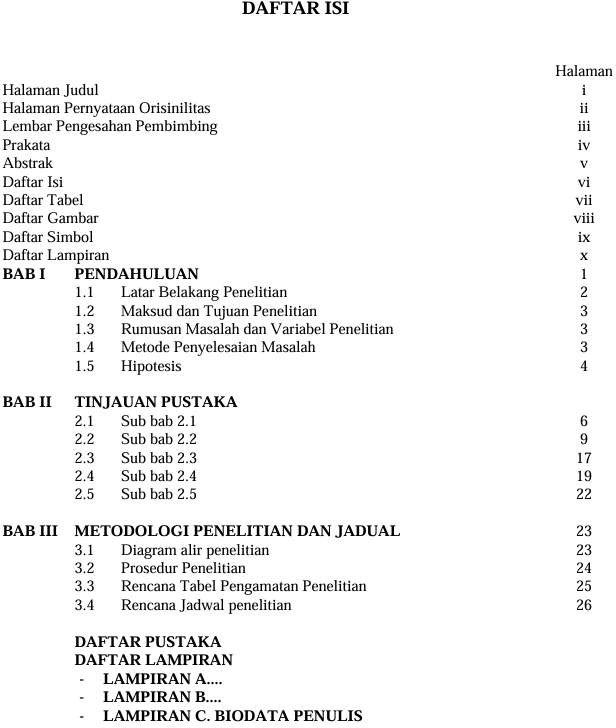 DAFTAR ISI
Halaman
Halaman Judul i
Halaman Pernyataan Orisinilitas ii
Lembar Pengesahan Pembimbing iii
Prakata iv
Abstrak v
Daftar Isi vi
Daftar Tabel vii
Daftar Gambar viii
Daftar Simbol ix
Daftar Lampiran x
BAB I PENDAHULUAN 1
1.1 Latar Belakang Penelitian 2
1.2 Maksud dan Tujuan Penelitian 3
1.3 Rumusan Masalah dan Variabel Penelitian 3
1.4 Metode Penyelesaian Masalah 3
1.5 Hipotesis 4
BAB II TINJAUAN PUSTAKA
2.1 Sub bab 2.1 6
2.2 Sub bab 2.2 9
2.3 Sub bab 2.3 17
2.4 Sub bab 2.4 19
2.5 Sub bab 2.5 22
BAB III METODOLOGI PENELITIAN DAN JADUAL 23
3.1 Diagram alir penelitian 23
3.2 Prosedur Penelitian 24
3.3 Rencana Tabel Pengamatan Penelitian 25
3.4 Rencana Jadwal penelitian 26
DAFTAR PUSTAKA
DAFTAR LAMPIRAN
- LAMPIRAN A....
- LAMPIRAN B....
- LAMPIRAN C. BIODATA PENULIS